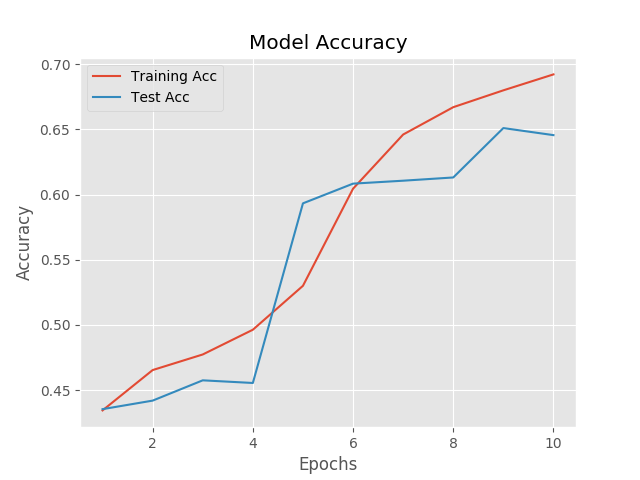 Model Accuracy
Training Acc
Test Acc
0.70
0.65
0.60
0.55
0.50
0.45
Accuracy
2 4 6 8 10
Epochs